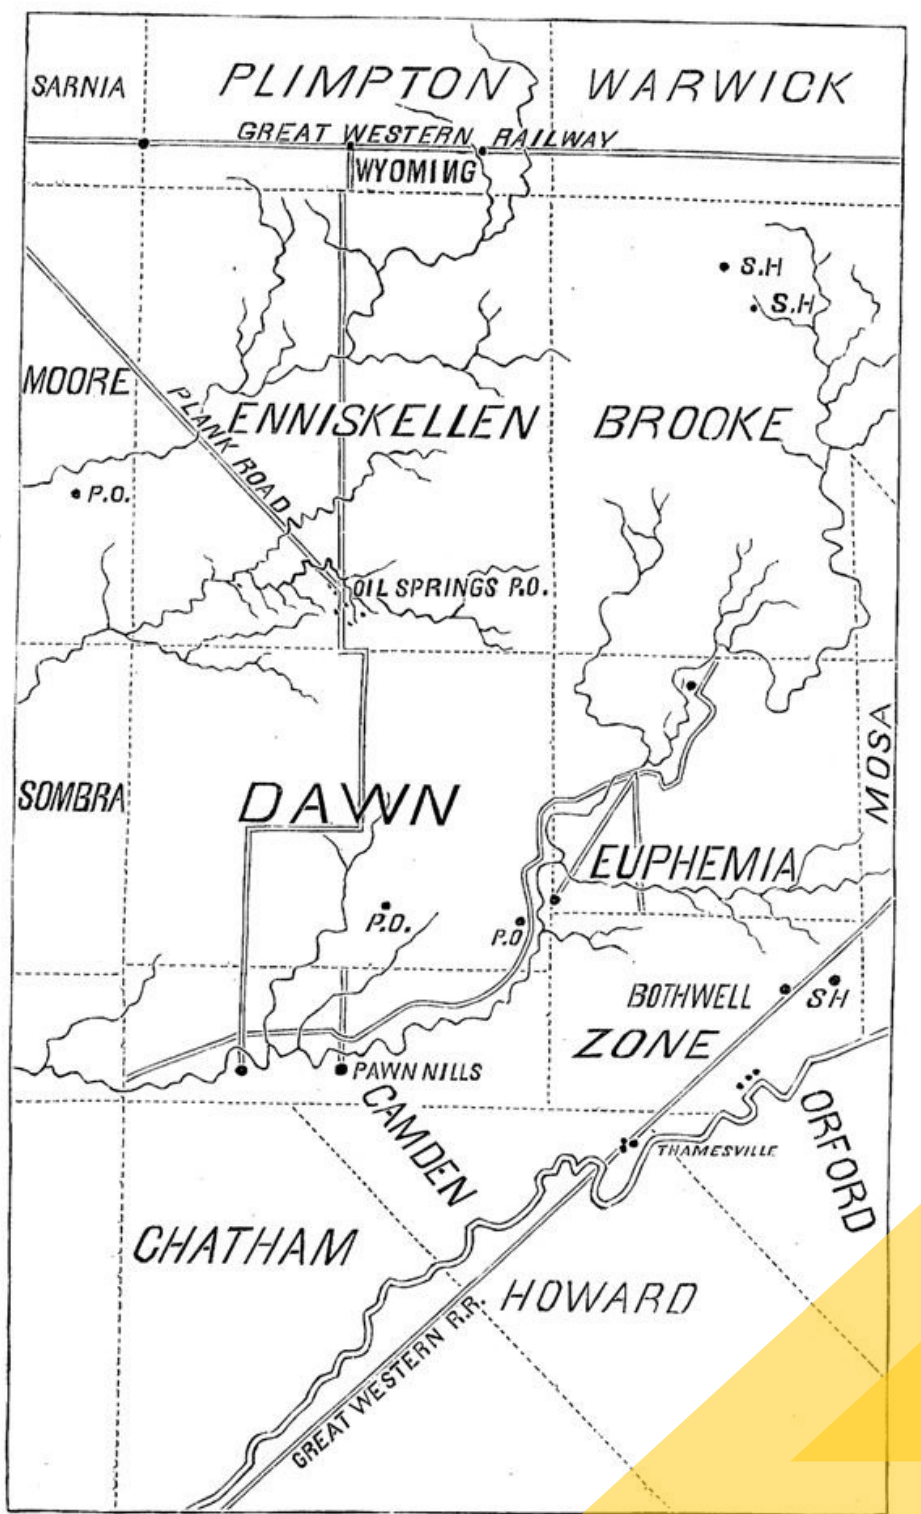 PLIMPTON
WARWICK
SARNIA
GREAT WESTERN RAILWAY
WYOMING
S.H
S.H
MOORE
PLANK ROAD
ENNISKELLEN
BROOKE
P.O.
OIL SPRINGS P.O.
MOSA
SOMBRA
DAWN
EUPHEMIA
P.O.
P.O
BOTHWELL
S H
ZONE
PAWN NILLS
CAMDEN
ORFORD
THAMESVILLE
CHATHAM
HOWARD
GREAT WESTERN R.R.